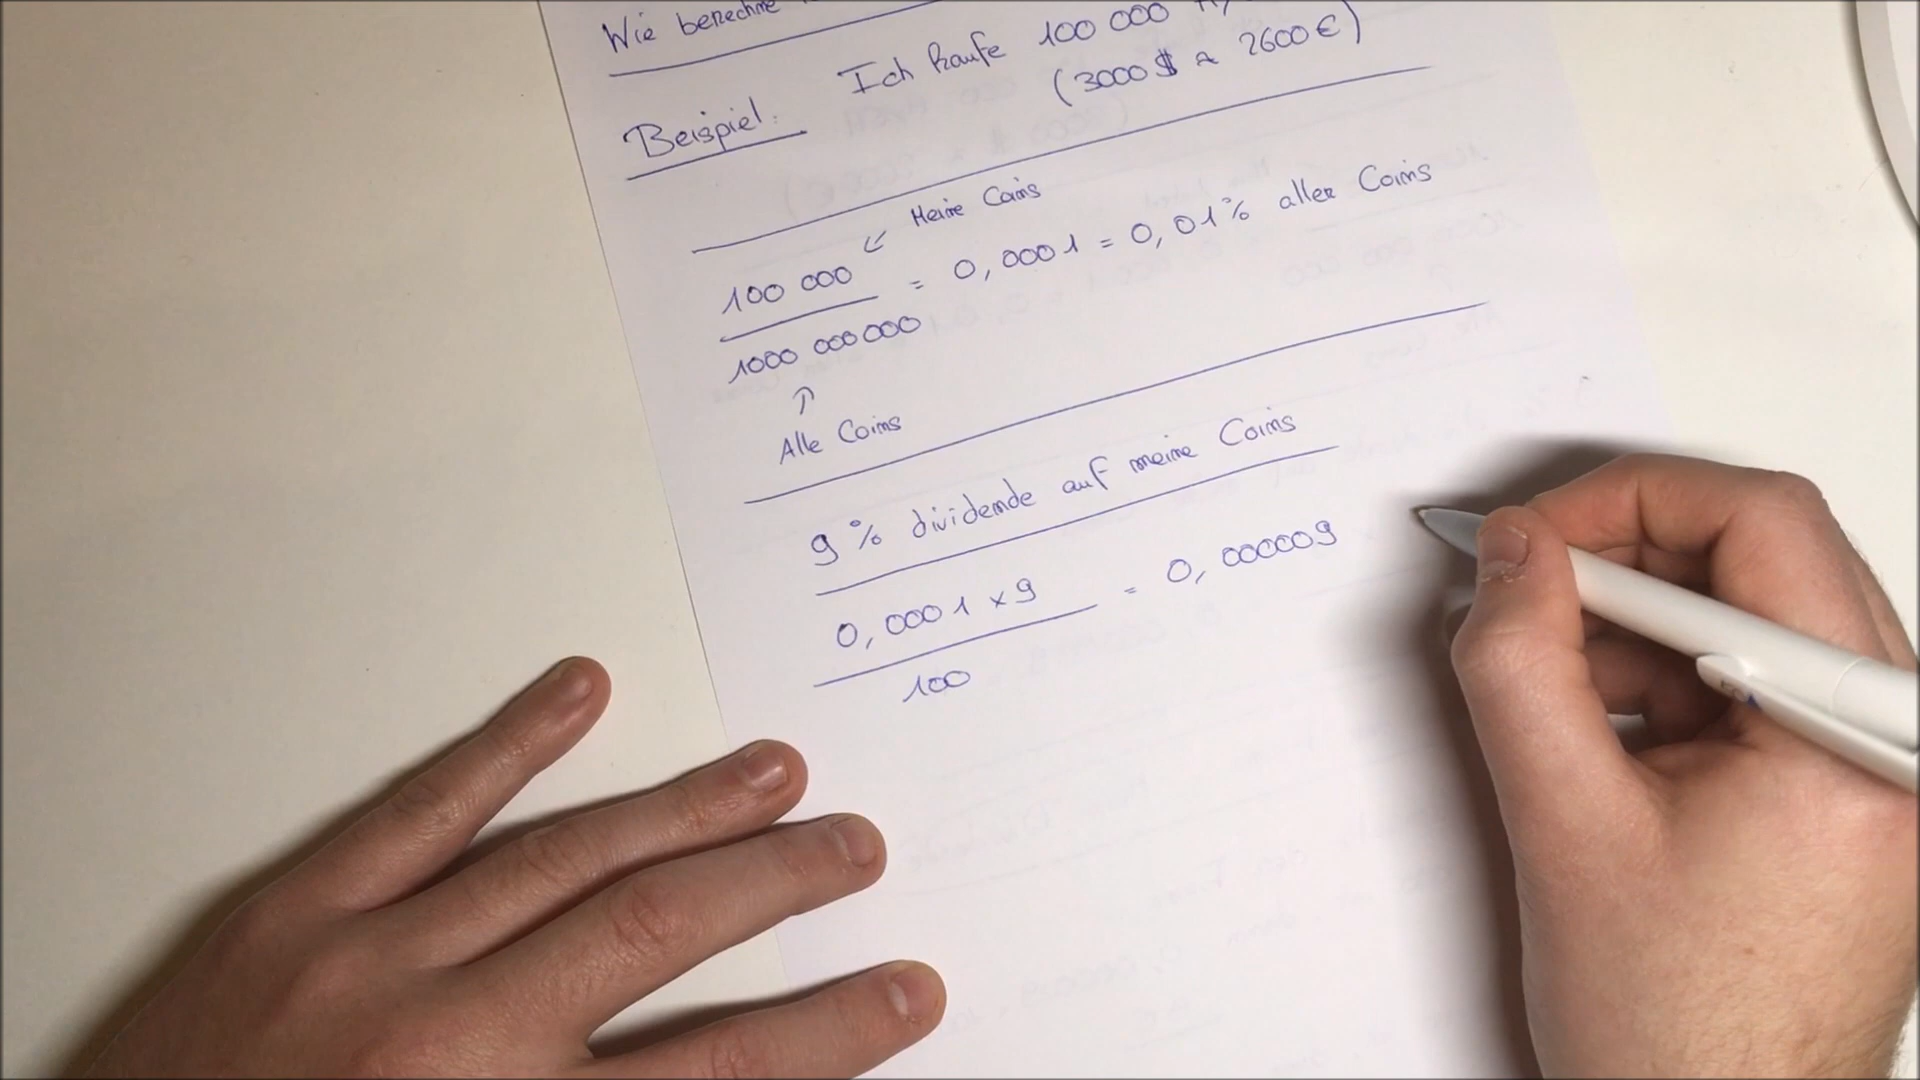 Wie berechne
Beispiel: Ich kaufe 100 000
(3000 $ ≈ 2600 €)
Meine Coins
100 000
= 0,0001 = 0,01% aller Coins
1000 000 000
Alle Coins
9% dividende auf meine Coins
0,0001 x 9
= 0,000009
100